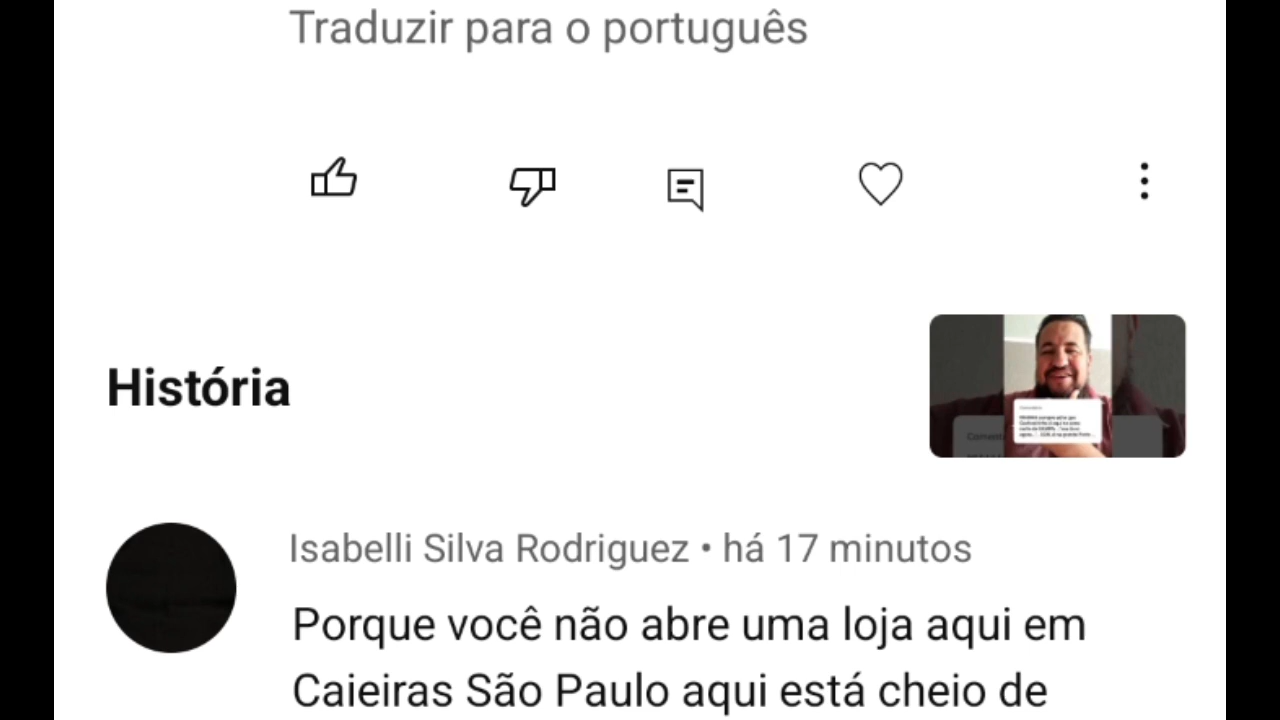 Traduzir para o português
História
Isabelli Silva Rodriguez • há 17 minutos
Porque você não abre uma loja aqui em
Caieiras São Paulo aqui está cheio de